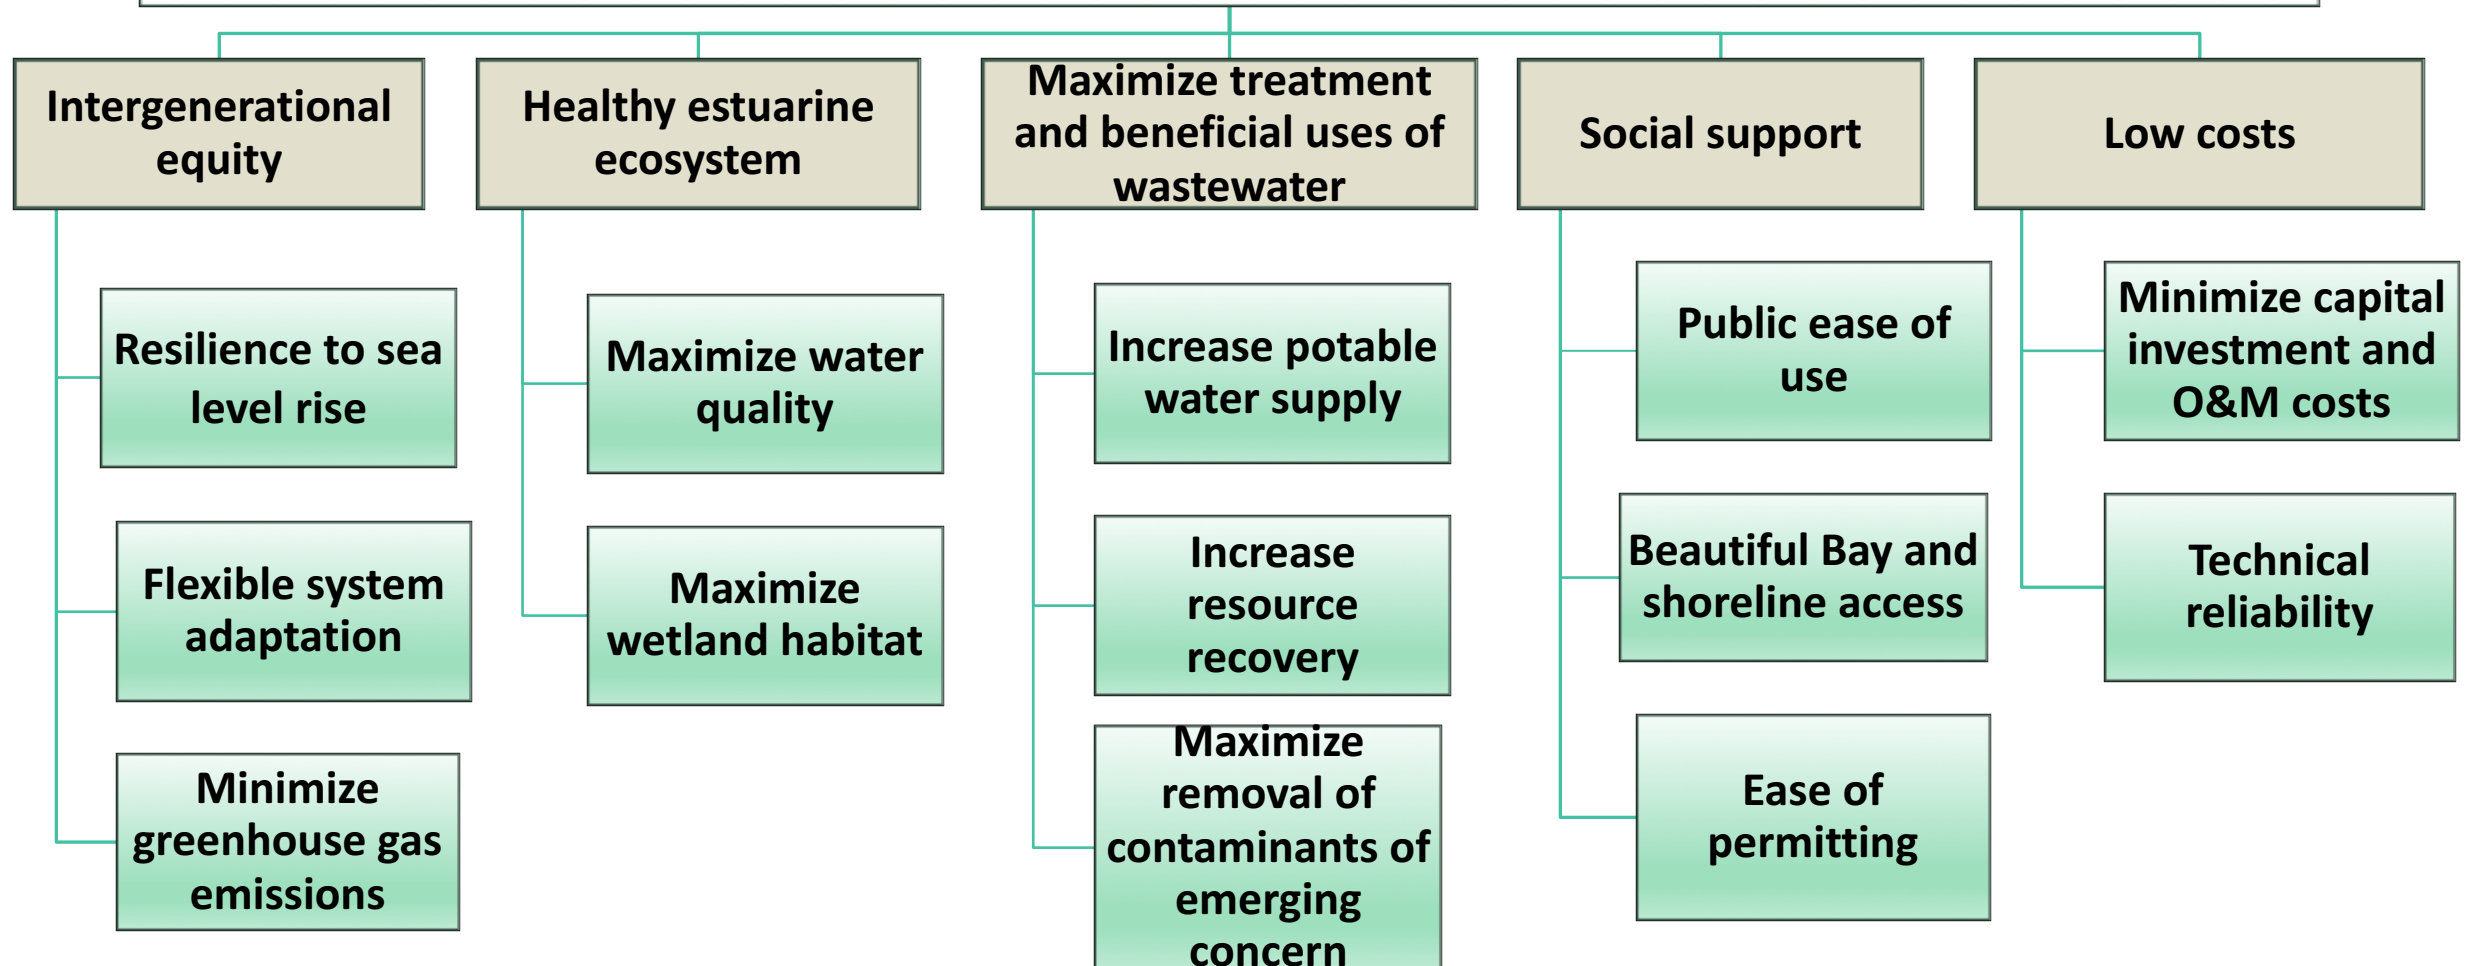 Intergenerational
equity
Healthy estuarine
ecosystem
Maximize treatment
and beneficial uses of
wastewater
Social support
Low costs
Resilience to sea
level rise
Flexible system
adaptation
Minimize
greenhouse gas
emissions
Maximize water
quality
Maximize
wetland habitat
Increase potable
water supply
Increase
resource
recovery
Maximize
removal of
contaminants of
emerging
concern
Public ease of
use
Beautiful Bay and
shoreline access
Ease of
permitting
Minimize capital
investment and
O&M costs
Technical
reliability